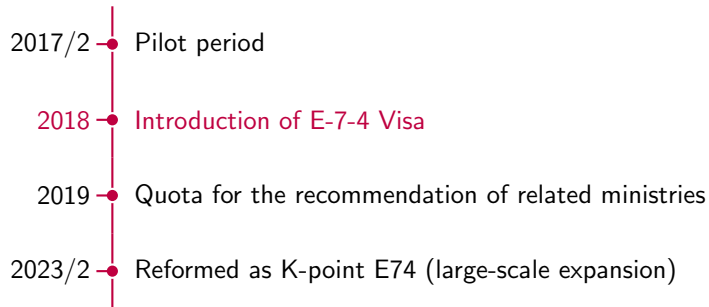 2017/2 Pilot period
2018 Introduction of E-7-4 Visa
2019 Quota for the recommendation of related ministries
2023/2 Reformed as K-point E74 (large-scale expansion)